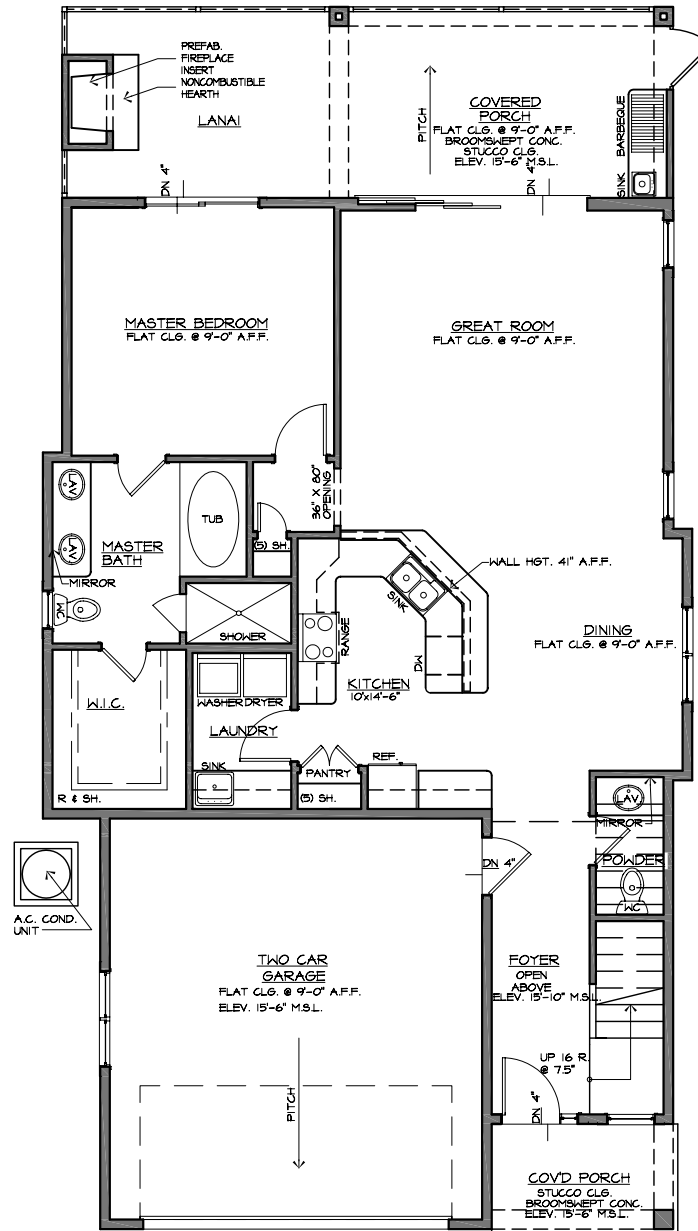 PREFAB.
FIREPLACE
INSERT
NONCOMBUSTIBLE
HEARTH
LANAI
PITCH
COVERED
PORCH
FLAT CLG. @ 9'-0" A.F.F.
BROOMSWEPT CONC.
STUCCO CLG.
ELEV. 15'-6" M.S.L.
BARBEQUE
SINK
DN 4"
DN 4"
MASTER BEDROOM
FLAT CLG. @ 9'-0" A.F.F.
GREAT ROOM
FLAT CLG. @ 9'-0" A.F.F.
36" X 80"
OPENING
LAV
LAV
TUB
MASTER
BATH
(5) SH.
MIRROR
WC
SHOWER
WALL HGT. 41" A.F.F.
SINK
RANGE
DW
KITCHEN
10'x14'-6"
DINING
FLAT CLG. @ 9'-0" A.F.F.
W.I.C.
R & SH.
WASHER DRYER
LAUNDRY
SINK
PANTRY
(5) SH.
REF.
LAV.
MIRROR
POWDER
WC
DN 4"
A.C. COND.
UNIT
TWO CAR
GARAGE
FLAT CLG. @ 9'-0" A.F.F.
ELEV. 15'-6" M.S.L.
PITCH
FOYER
OPEN
ABOVE
ELEV. 15'-10" M.S.L.
UP 16 R.
@ 7.5"
DN 4"
COV'D PORCH
STUCCO CLG.
BROOMSWEPT CONC.
ELEV. 15'-6" M.S.L.